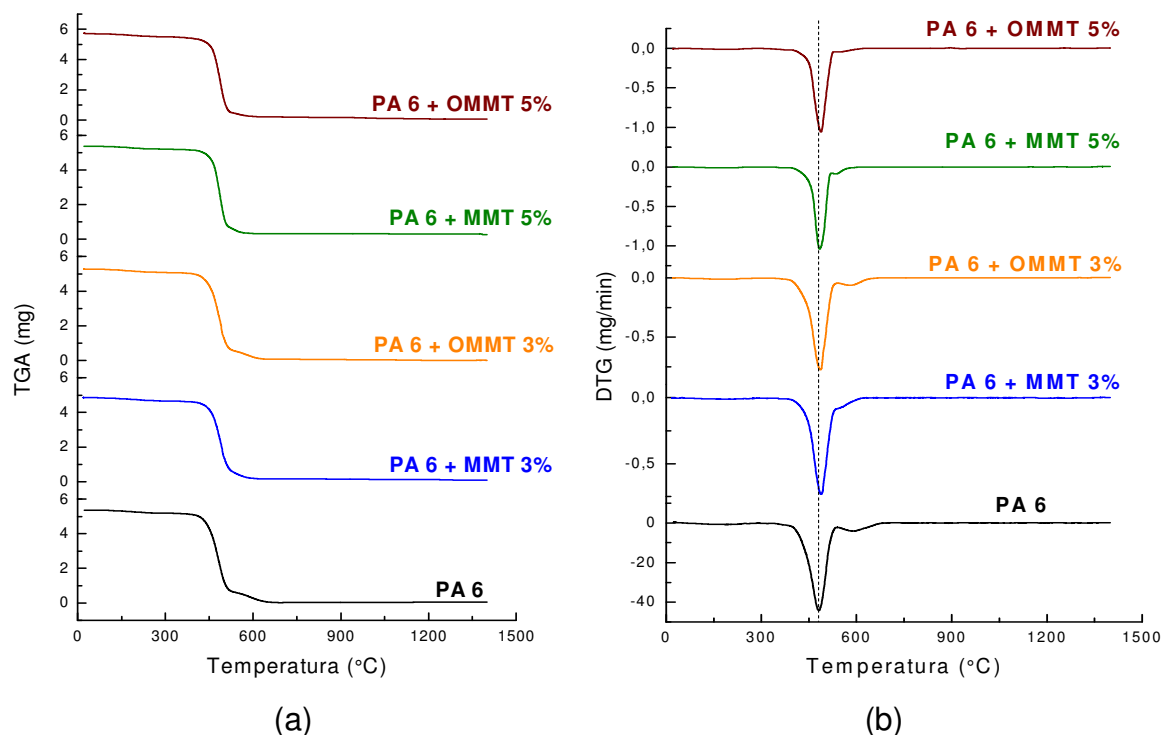 6
4
2
0
PA 6 + OMMT 5%
6
4
2
0
PA 6 + MMT 5%
6
4
2
0
PA 6 + OMMT 3%
6
4
2
0
PA 6 + MMT 3%
6
4
2
0
PA 6
TGA (mg)
0 300 600 900 1200 1500
Temperatura (°C)
(a)
PA 6 + OMMT 5%
0,0
-0,5
-1,0
PA 6 + MMT 5%
0,0
-0,5
-1,0
PA 6 + OMMT 3%
0,0
-0,5
PA 6 + MMT 3%
0,0
-0,5
PA 6
0
-20
-40
DTG (mg/min)
0 300 600 900 1200 1500
Temperatura (°C)
(b)